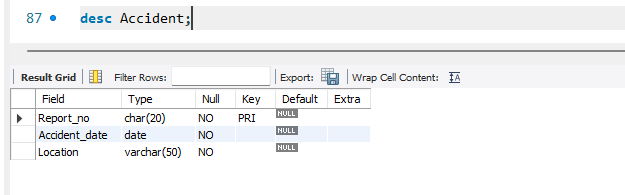 87 desc Accident;
Result Grid Filter Rows: Export: Wrap Cell Content: IA
Field Type Null Key Default Extra
Report_no char(20) NO PRI NULL
Accident_date date NO NULL
Location varchar(50) NO NULL